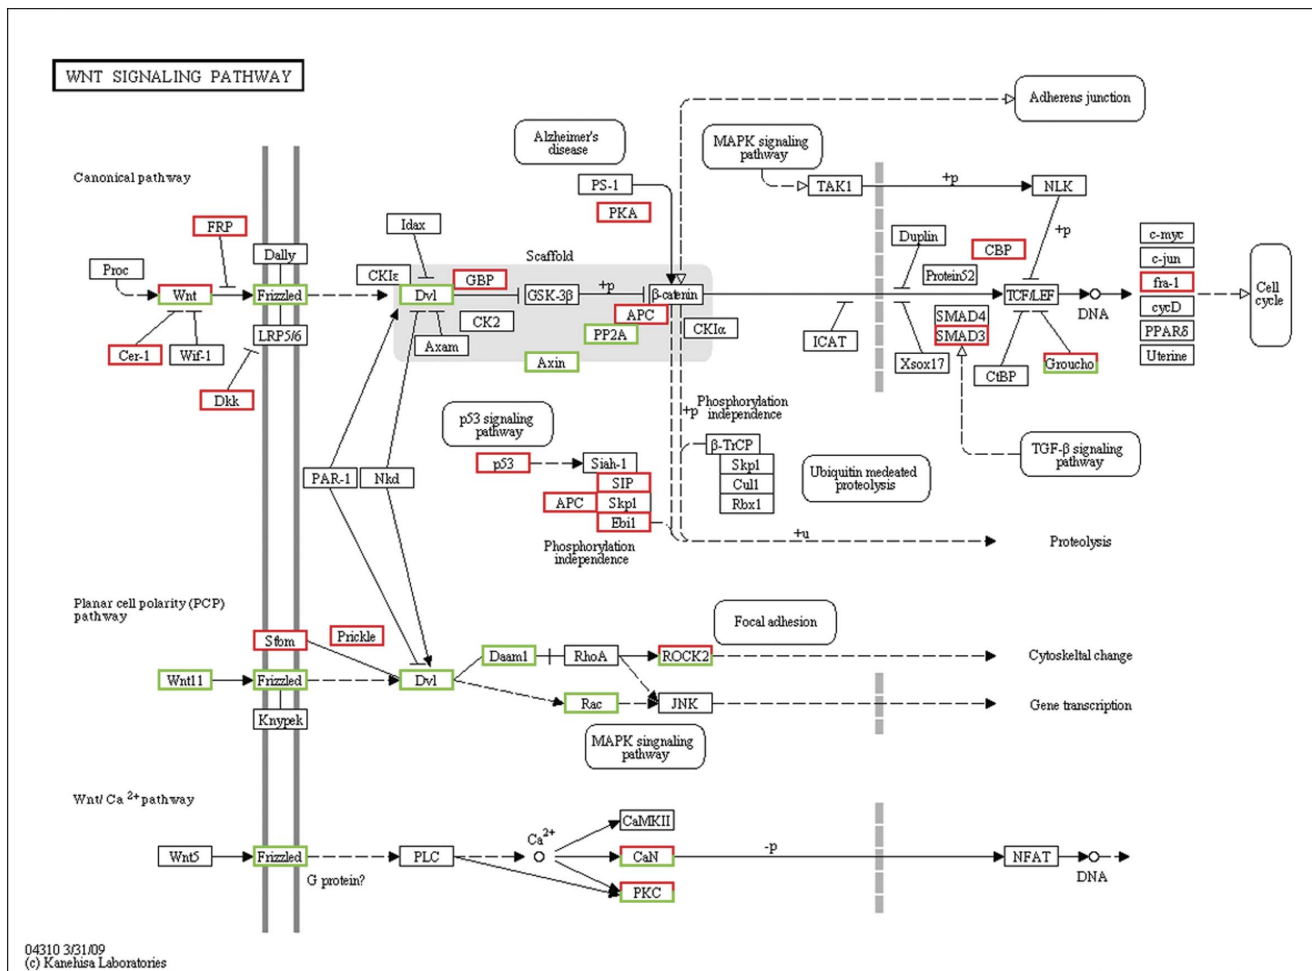 WNT SIGNALING PATHWAY
Adherens junction
Alzheimer's
disease
MAPK signaling
pathway
Canonical pathway
PS-1
TAK1
+p
NLK
PKA
FRP
Idax
Duplin
CBP
+p
c-myc
Dally
Scaffold
c-jun
Proc
CKIε
GBP
Protein52
fra-1
Cell
cycle
Wnt
Frizzled
Dvl
GSK-3β
+p
β-catenin
TCF/LEF
DNA
cycD
APC
SMAD4
CK2
CKIα
PP2A
LRP5/6
Axam
ICAT
SMAD3
PPARδ
Cer-1
Wif-1
Axin
Xsox17
CtBP
Groucho
Uterine
Dkk
Phosphorylation
independence
+p
p53 signaling
pathway
β-TrCP
TGF-β signaling
pathway
p53
Siah-1
Skp1
Ubiquitin medeated
proteolysis
PAR-1
Nkd
SIP
Cul1
APC
Skp1
Rbx1
Ebi1
+u
Proteolysis
Phosphorylation
independence
Planar cell polarity (PCP)
pathway
Focal adhesion
Stbm
Prickle
Daam1
RhoA
ROCK2
Cytoskeltal change
Wnt11
Frizzled
Dvl
Rac
JNK
Gene transcription
Knypek
MAPK singnaling
pathway
Wnt/ Ca 2+ pathway
CaMKII
Ca2+
Wnt5
Frizzled
PLC
CaN
-p
NFAT
DNA
G protein?
PKC
04310 3/31/09
(c) Kanehisa Laboratories